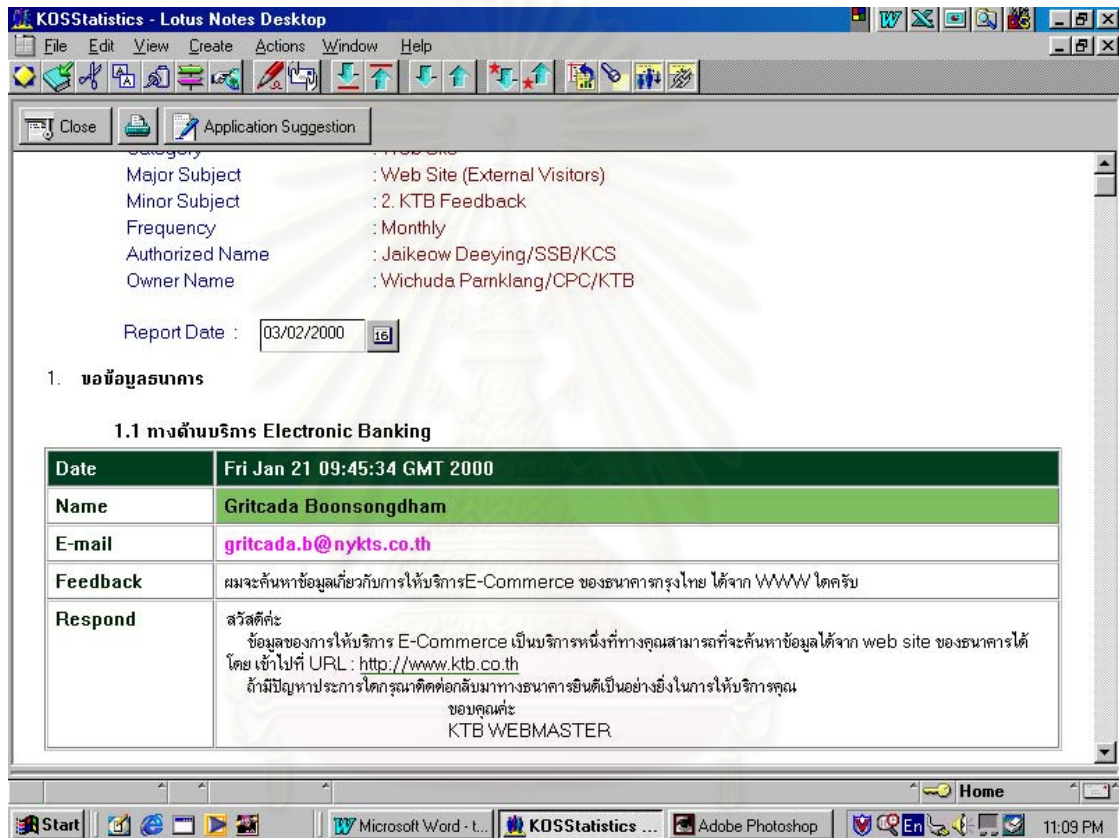 KOSStatistics - Lotus Notes Desktop
File Edit View Create Actions Window Help
Close Application Suggestion
Category : Web Site
Major Subject : Web Site (External Visitors)
Minor Subject : 2. KTB Feedback
Frequency : Monthly
Authorized Name : Jaikeow Deeying/SSB/KCS
Owner Name : Wichuda Parnklang/CPC/KTB
Report Date : 03/02/2000 16
1. ขอข้อมูลธนาคาร
1.1 ทางด้านบริการ Electronic Banking
Date Fri Jan 21 09:45:34 GMT 2000
Name Gritcada Boonsongdham
E-mail gritcada.b@nykts.co.th
Feedback ผมจะค้นหาข้อมูลเกี่ยวกับการให้บริการE-Commerce ของธนาคารกรุงไทย ได้จาก WWW ใดครับ
Respond สวัสดีค่ะ
ข้อมูลของการให้บริการ E-Commerce เป็นบริการหนึ่งที่ทางคุณสามารถที่จะค้นหาข้อมูลได้จาก web site ของธนาคารได้
โดย เข้าไปที่ URL : http://www.ktb.co.th
ถ้ามีปัญหาประการใดกรุณาติดต่อกลับมาทางธนาคารยินดีเป็นอย่างยิ่งในการให้บริการคุณ
ขอบคุณค่ะ
KTB WEBMASTER
Home
Start Microsoft Word - t... KOSStatistics ... Adobe Photoshop En 11:09 PM